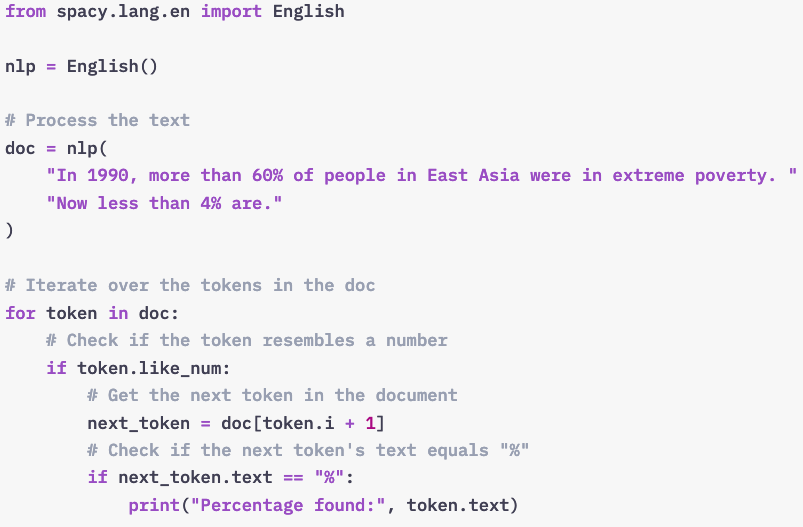 from spacy.lang.en import English

nlp = English()

# Process the text
doc = nlp(
    "In 1990, more than 60% of people in East Asia were in extreme poverty. "
    "Now less than 4% are."
)

# Iterate over the tokens in the doc
for token in doc:
    # Check if the token resembles a number
    if token.like_num:
        # Get the next token in the document
        next_token = doc[token.i + 1]
        # Check if the next token's text equals "%"
        if next_token.text == "%":
            print("Percentage found:", token.text)